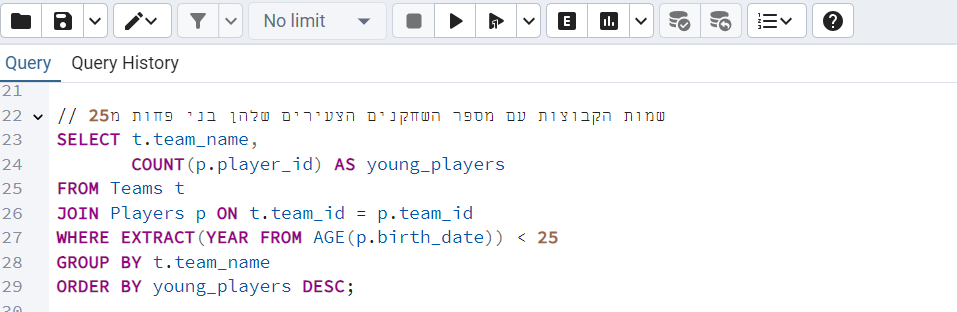 No limit
E
Query Query History
21
22 // שמות הקבוצות עם מספר השחקנים הצעירים שלהן בני פחות מ25
23 SELECT t.team_name,
24 COUNT(p.player_id) AS young_players
25 FROM Teams t
26 JOIN Players p ON t.team_id = p.team_id
27 WHERE EXTRACT(YEAR FROM AGE(p.birth_date)) < 25
28 GROUP BY t.team_name
29 ORDER BY young_players DESC;
30